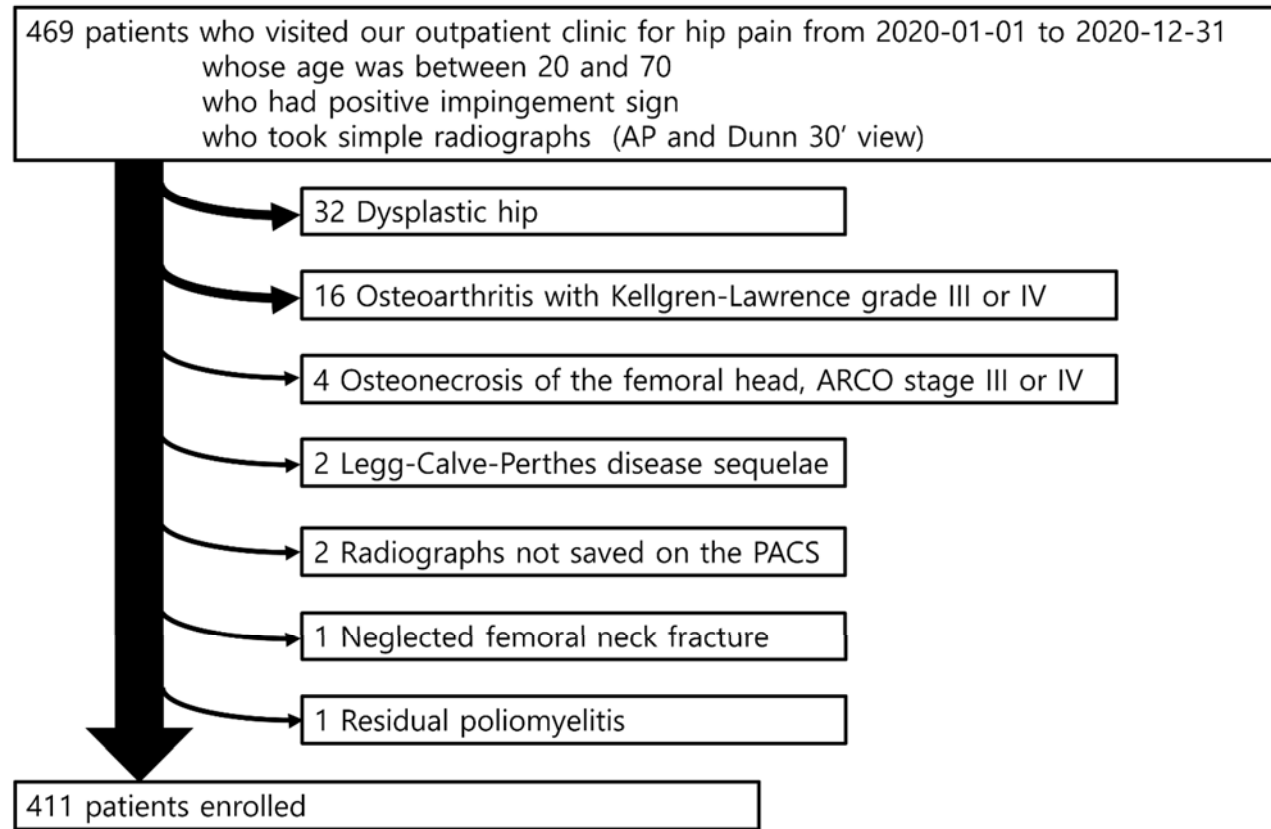 469 patients who visited our outpatient clinic for hip pain from 2020-01-01 to 2020-12-31
whose age was between 20 and 70
who had positive impingement sign
who took simple radiographs (AP and Dunn 30' view)
32 Dysplastic hip
16 Osteoarthritis with Kellgren-Lawrence grade III or IV
4 Osteonecrosis of the femoral head, ARCO stage III or IV
2 Legg-Calve-Perthes disease sequelae
2 Radiographs not saved on the PACS
1 Neglected femoral neck fracture
1 Residual poliomyelitis
411 patients enrolled